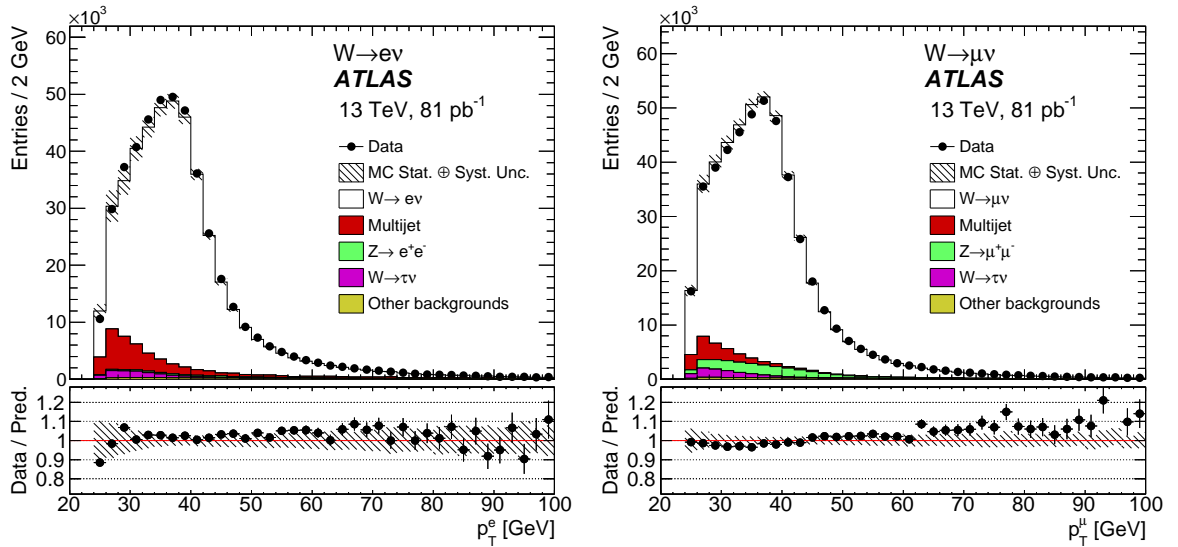 ×10³
Entries / 2 GeV
60
50
40
30
20
10
0
W→eν
ATLAS
13 TeV, 81 pb⁻¹
Data
MC Stat. ⊕ Syst. Unc.
W→ eν
Multijet
Z→ e⁺e⁻
W→τν
Other backgrounds
Data / Pred.
1.2
1.1
1
0.9
0.8
20 30 40 50 60 70 80 90 100
p_T^e [GeV]
×10³
Entries / 2 GeV
60
50
40
30
20
10
0
W→μν
ATLAS
13 TeV, 81 pb⁻¹
Data
MC Stat. ⊕ Syst. Unc.
W→μν
Multijet
Z→μ⁺μ⁻
W→τν
Other backgrounds
Data / Pred.
1.2
1.1
1
0.9
0.8
20 30 40 50 60 70 80 90 100
p_T^μ [GeV]